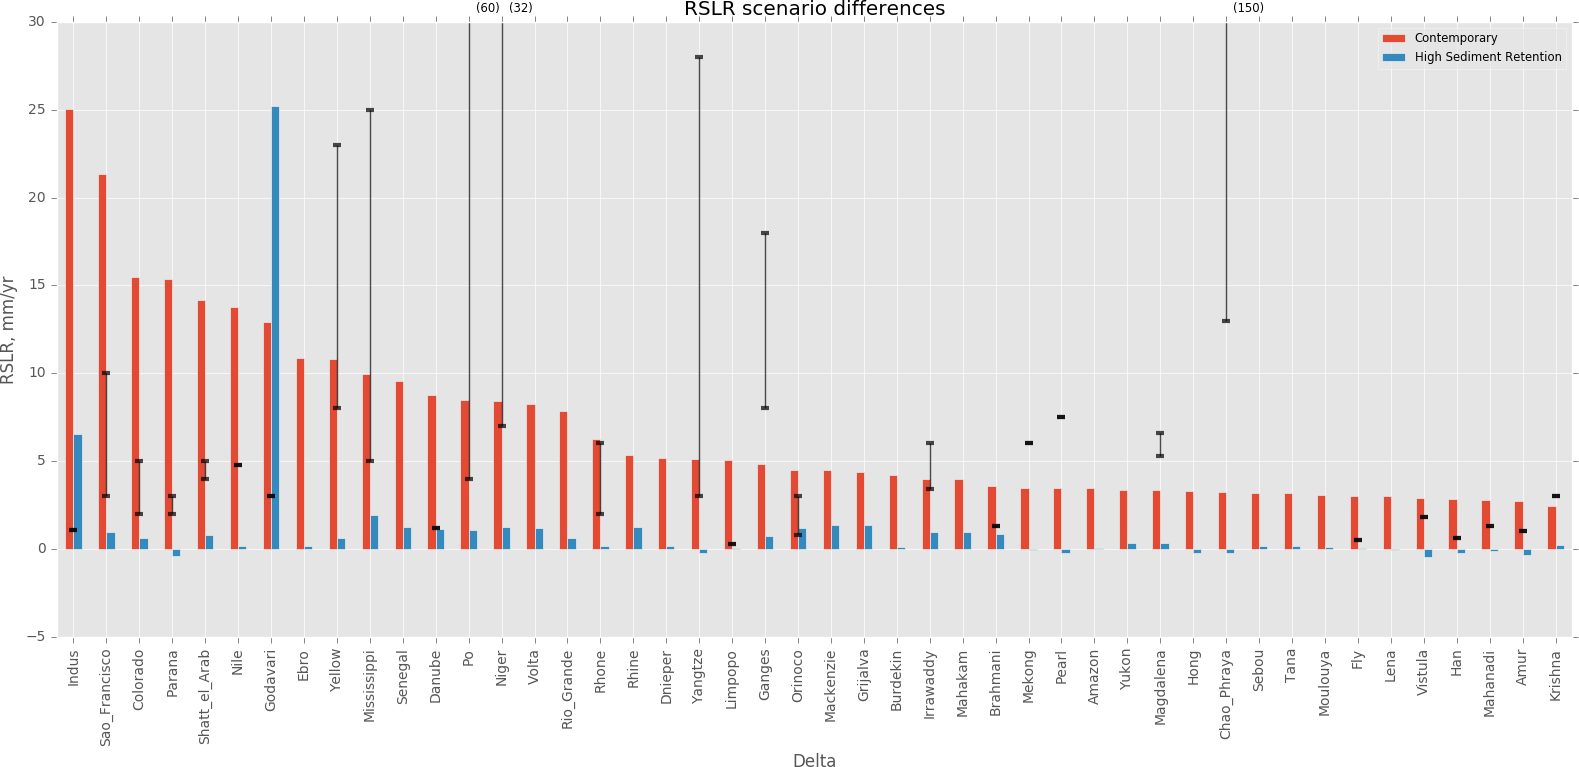 (60) (32)
RSLR scenario differences
(150)
Contemporary
High Sediment Retention
30
25
20
15
10
5
0
−5
RSLR, mm/yr
Indus
Sao_Francisco
Colorado
Parana
Shatt_el_Arab
Nile
Godavari
Ebro
Yellow
Mississippi
Senegal
Danube
Po
Niger
Volta
Rio_Grande
Rhone
Rhine
Dnieper
Yangtze
Limpopo
Ganges
Orinoco
Mackenzie
Grijalva
Burdekin
Irrawaddy
Mahakam
Brahmani
Mekong
Pearl
Amazon
Yukon
Magdalena
Hong
Chao_Phraya
Sebou
Tana
Moulouya
Fly
Lena
Vistula
Han
Mahanadi
Amur
Krishna
Delta